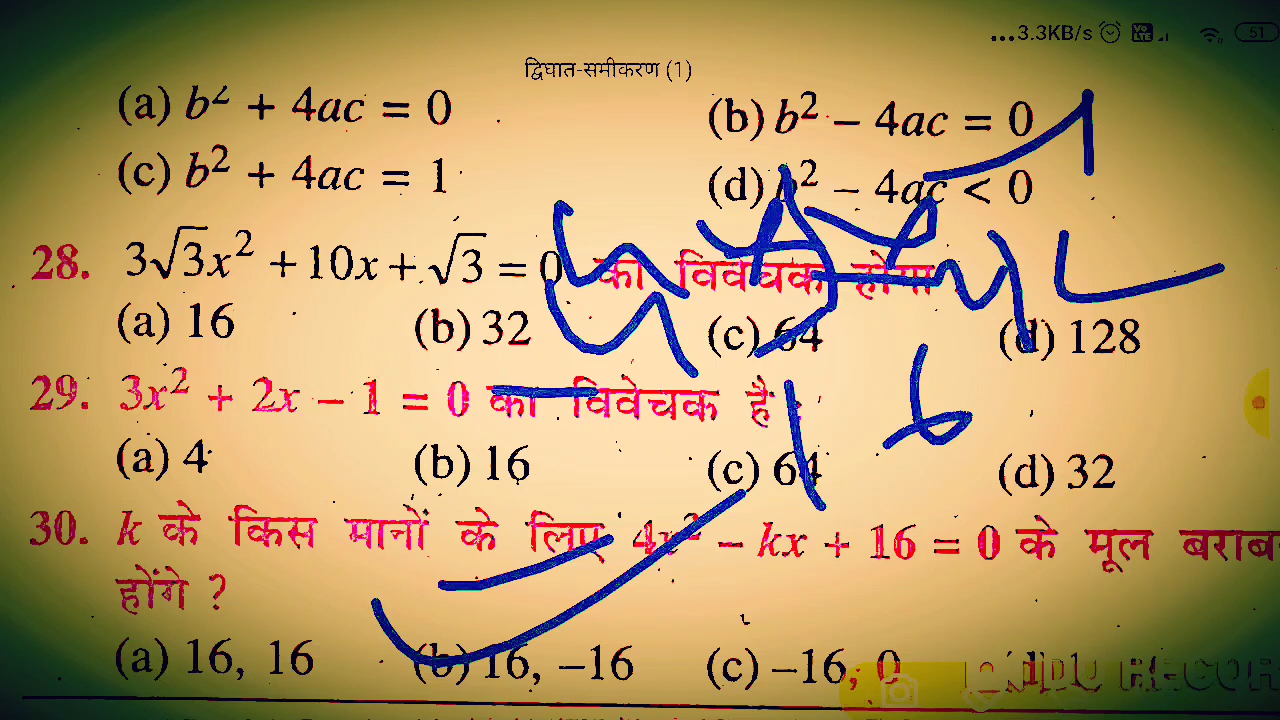 ...3.3KB/s VoLTE 51
द्विघात-समीकरण (1)
(a) b² + 4ac = 0 (b) b² − 4ac = 0
(c) b² + 4ac = 1 (d) b² − 4ac < 0
28. 3√3x² + 10x + √3 = 0 का विवेचक होगा
(a) 16 (b) 32 (c) 64 (d) 128
29. 3x² + 2x − 1 = 0 का विवेचक है :
(a) 4 (b) 16 (c) 64 (d) 32
30. k के किस मानों के लिए 4x² − kx + 16 = 0 के मूल
होंगे ?
(a) 16, 16 (b) 16, −16 (c) −16, 0
16